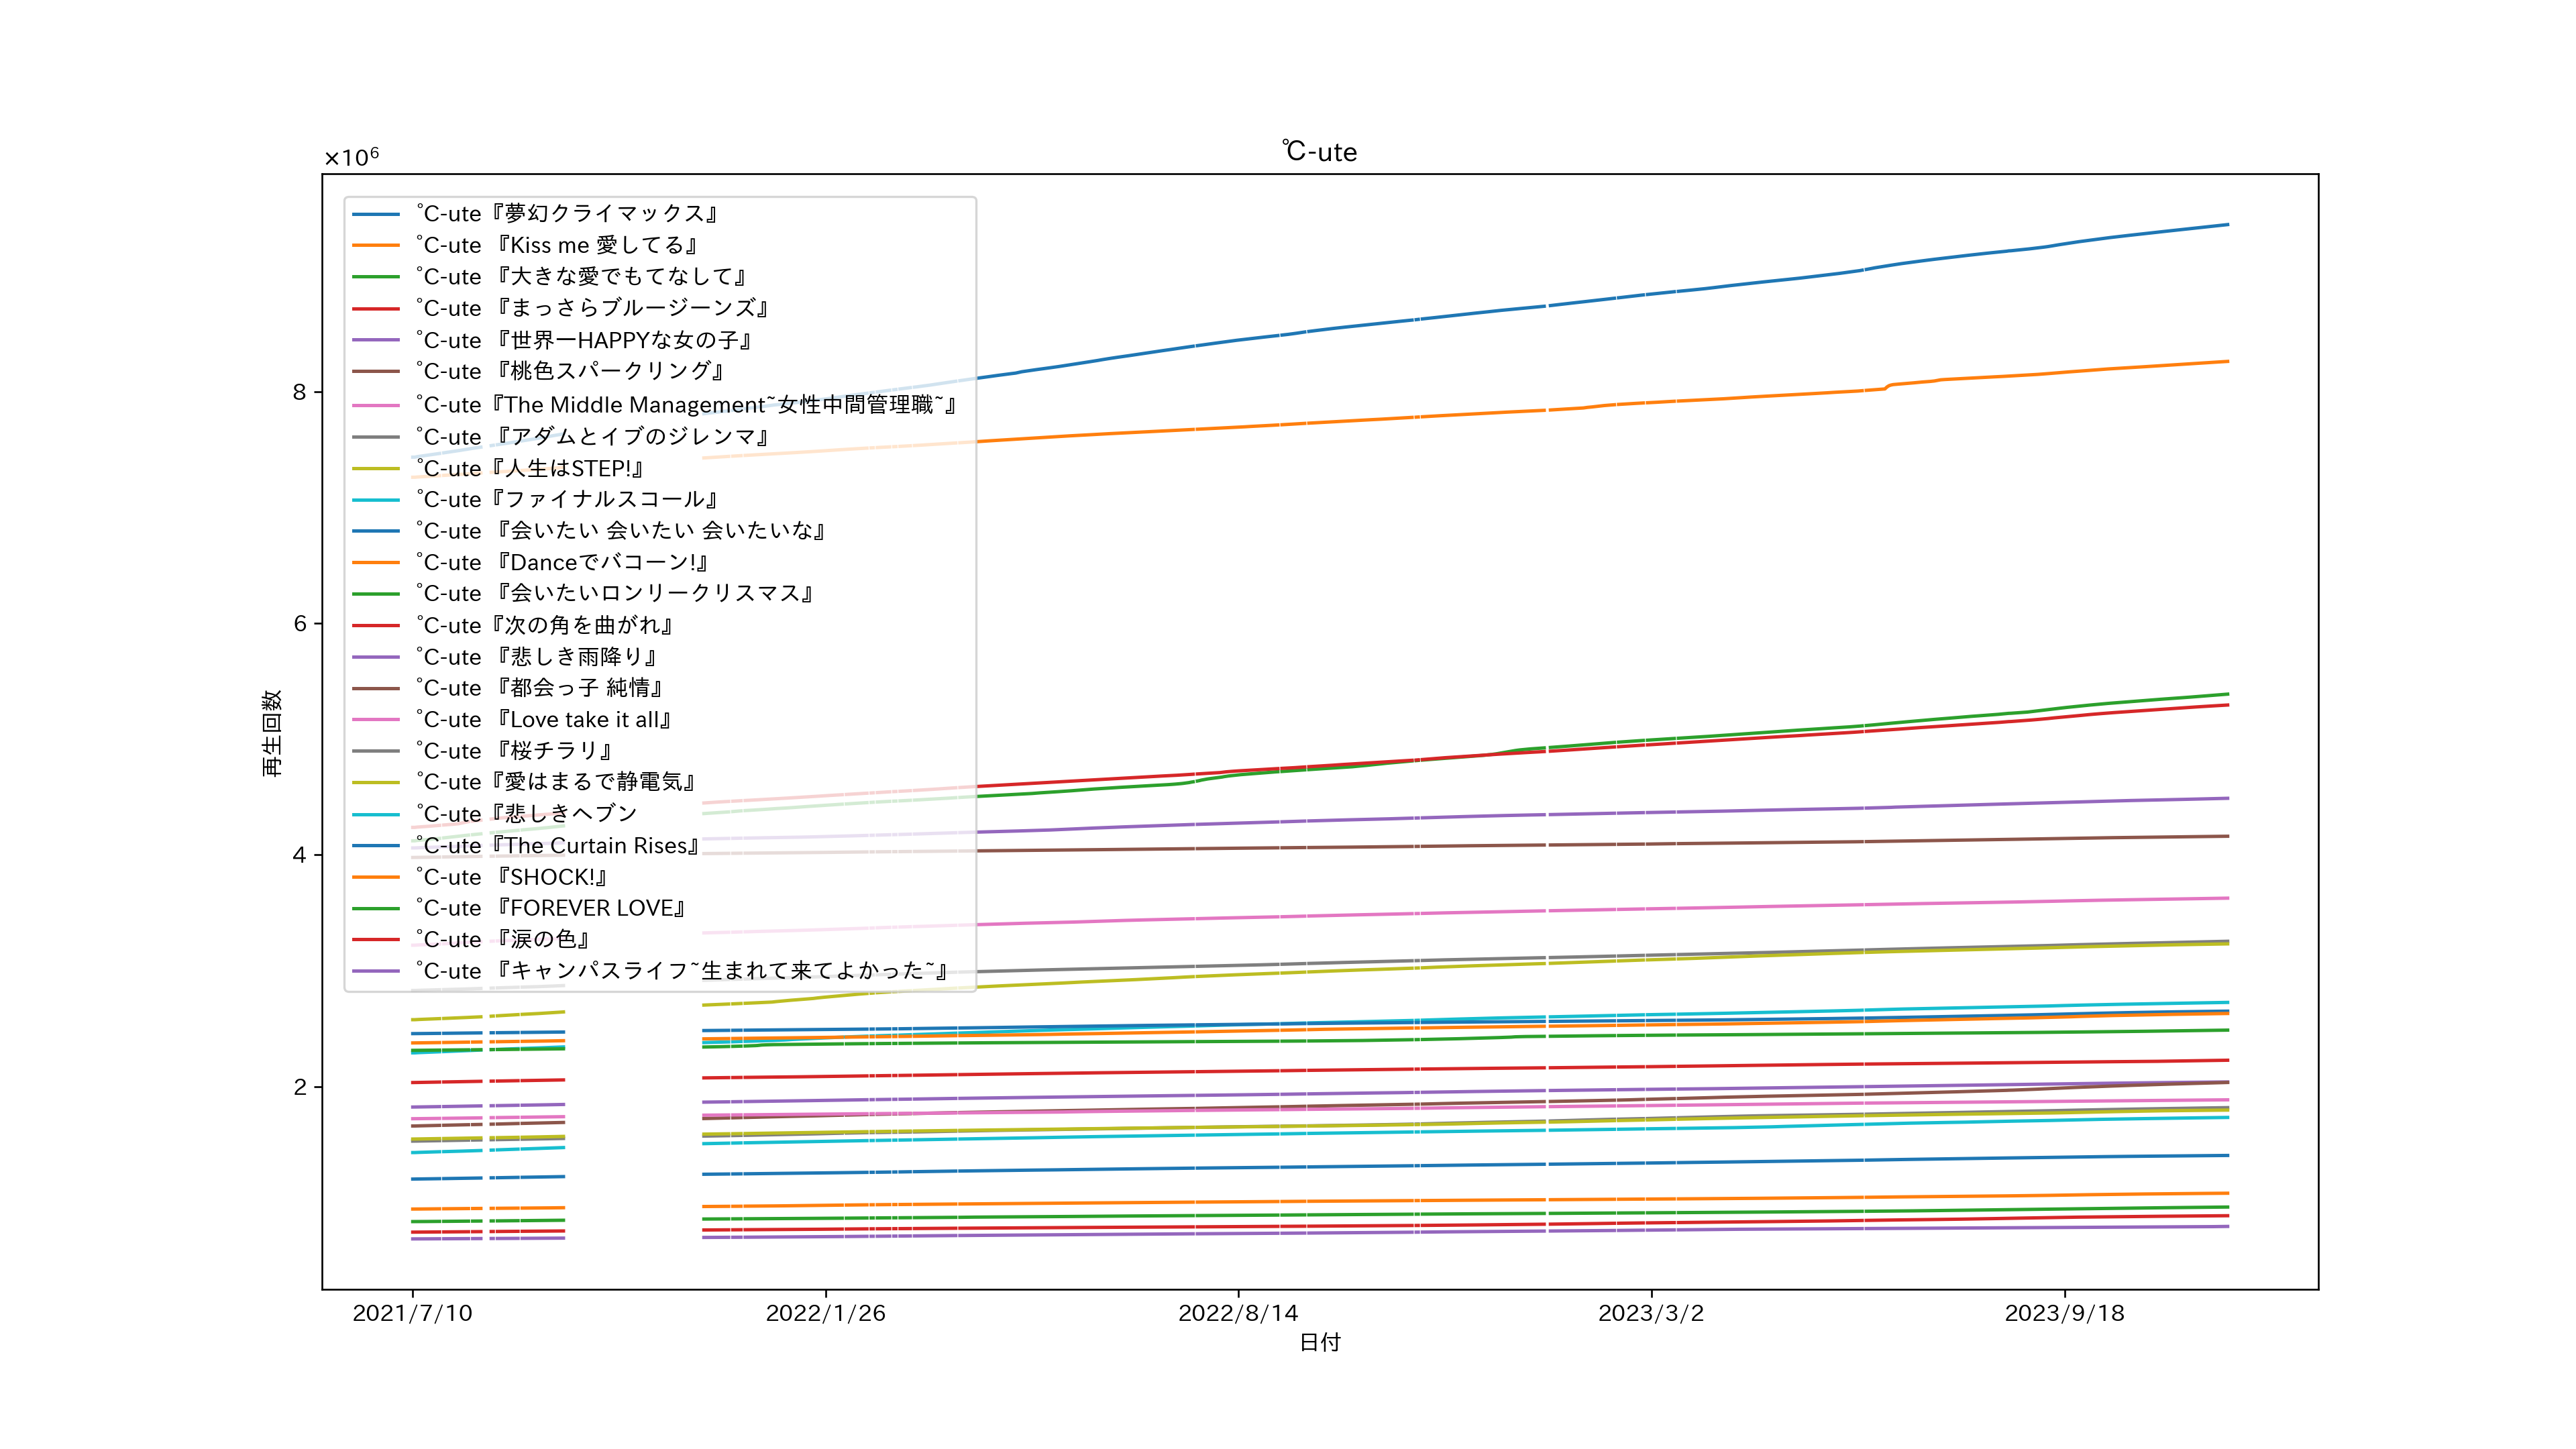 ℃-ute
×10⁶
℃-ute『夢幻クライマックス』
℃-ute 『Kiss me 愛してる』
℃-ute 『大きな愛でもてなして』
℃-ute 『まっさらブルージーンズ』
℃-ute 『世界一HAPPYな女の子』
℃-ute 『桃色スパークリング』
℃-ute『The Middle Management~女性中間管理職~』
℃-ute 『アダムとイブのジレンマ』
℃-ute『人生はSTEP!』
℃-ute『ファイナルスコール』
℃-ute 『会いたい 会いたい 会いたいな』
℃-ute 『Danceでバコーン!』
℃-ute 『会いたいロンリークリスマス』
℃-ute『次の角を曲がれ』
℃-ute 『悲しき雨降り』
℃-ute 『都会っ子 純情』
℃-ute 『Love take it all』
℃-ute 『桜チラリ』
℃-ute『愛はまるで静電気』
℃-ute『悲しきヘブン
℃-ute『The Curtain Rises』
℃-ute 『SHOCK!』
℃-ute 『FOREVER LOVE』
℃-ute 『涙の色』
℃-ute 『キャンパスライフ~生まれて来てよかった~』
8
6
4
2
再生回数
2021/7/10
2022/1/26
2022/8/14
2023/3/2
2023/9/18
日付